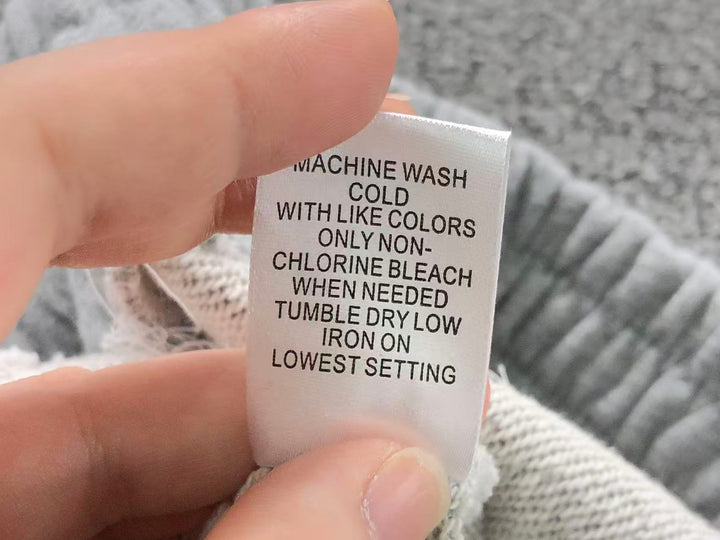 MACHINE WASH
COLD
WITH LIKE COLORS
ONLY NON-
CHLORINE BLEACH
WHEN NEEDED
TUMBLE DRY LOW
IRON ON
LOWEST SETTING